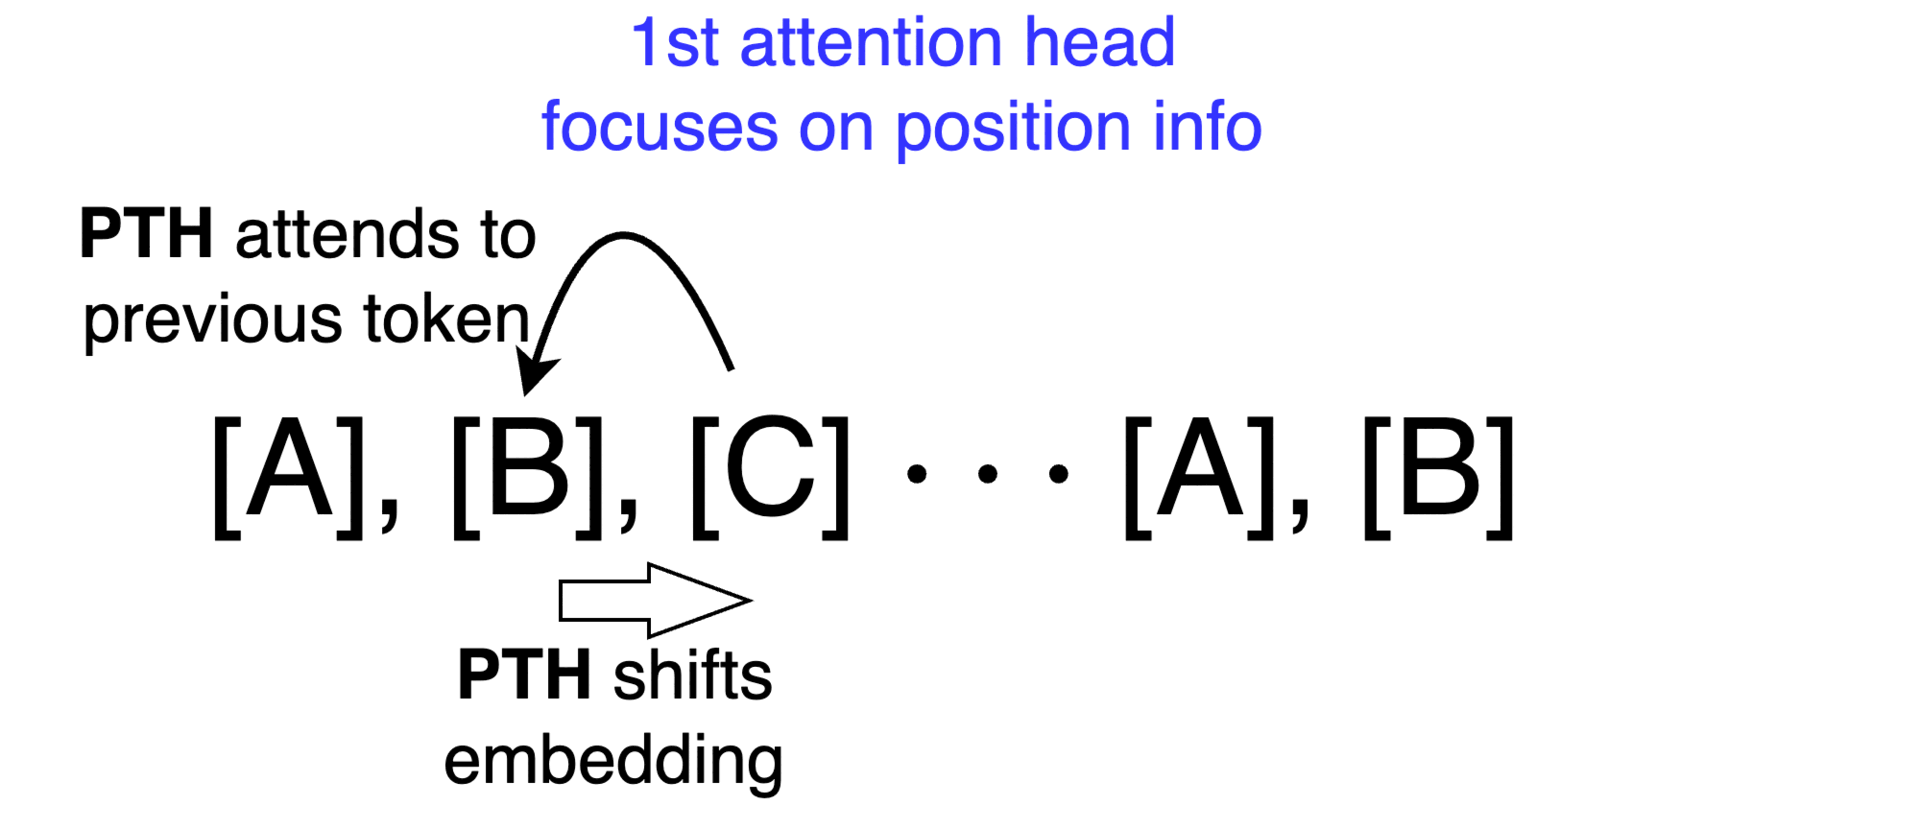 1st attention head
focuses on position info
PTH attends to
previous token
[A], [B], [C] · · · [A], [B]
PTH shifts
embedding